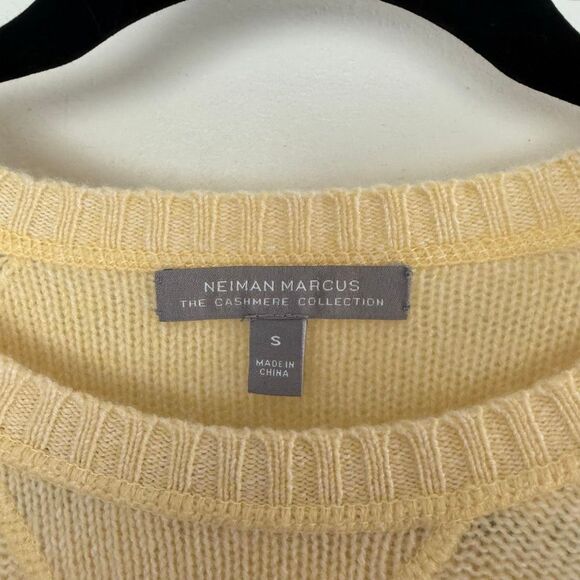 NEIMAN MARCUS
THE CASHMERE COLLECTION
S
MADE IN
CHINA